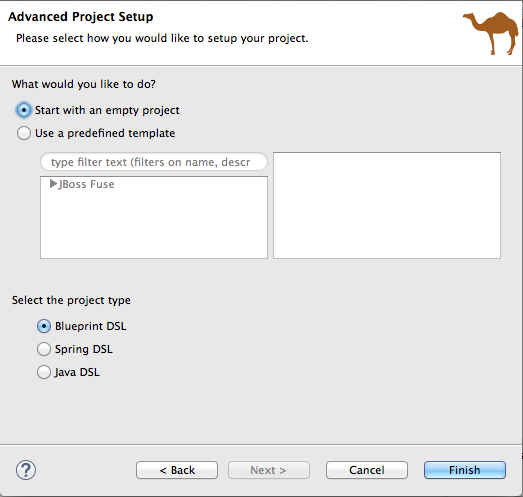 Advanced Project Setup
Please select how you would like to setup your project.
What would you like to do?
Start with an empty project
Use a predefined template
type filter text (filters on name, descr
JBoss Fuse
Select the project type
Blueprint DSL
Spring DSL
Java DSL
?
< Back
Next >
Cancel
Finish